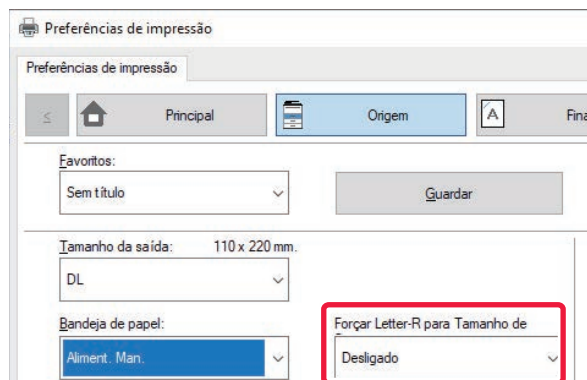 Preferências de impressão
Preferências de impressão
<
Principal
Origem
A
Fina
Favoritos:
Sem título
Guardar
Tamanho da saída: 110 x 220 mm.
DL
Bandeja de papel:
Forçar Letter-R para Tamanho de
Aliment. Man.
Desligado